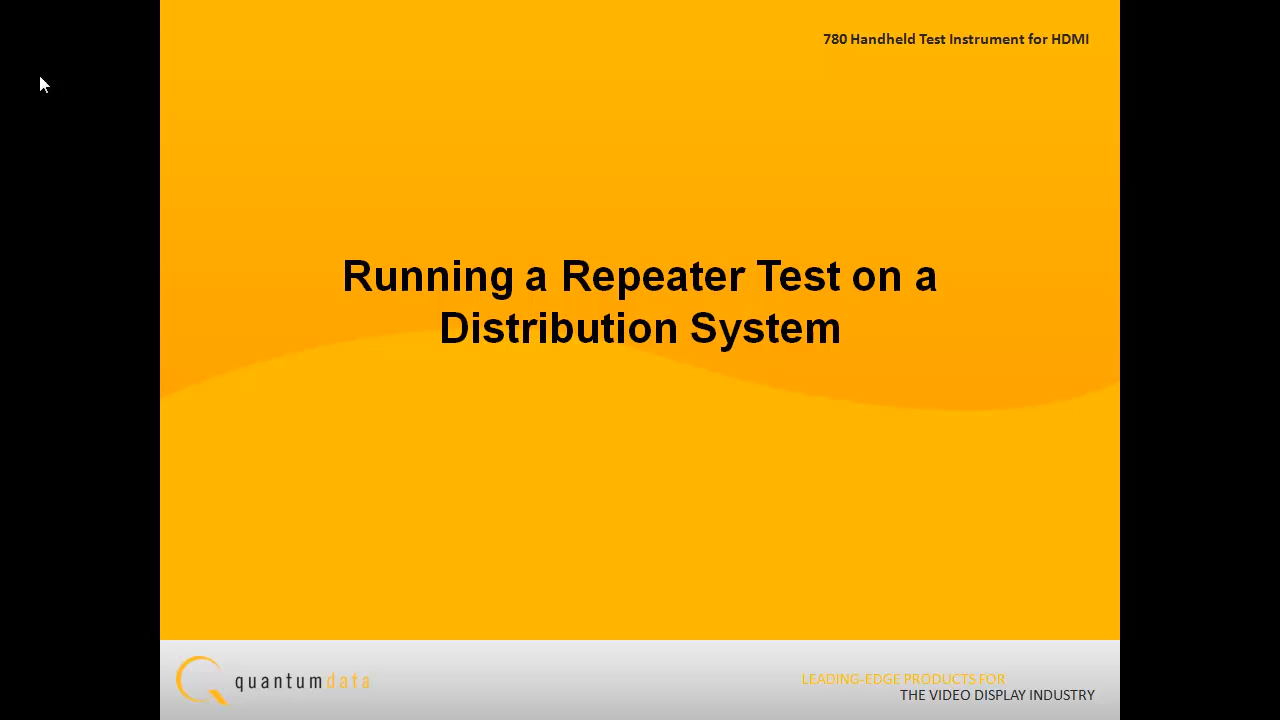 780 Handheld Test Instrument for HDMI
Running a Repeater Test on a
Distribution System
quantumdata
LEADING-EDGE PRODUCTS FOR
THE VIDEO DISPLAY INDUSTRY